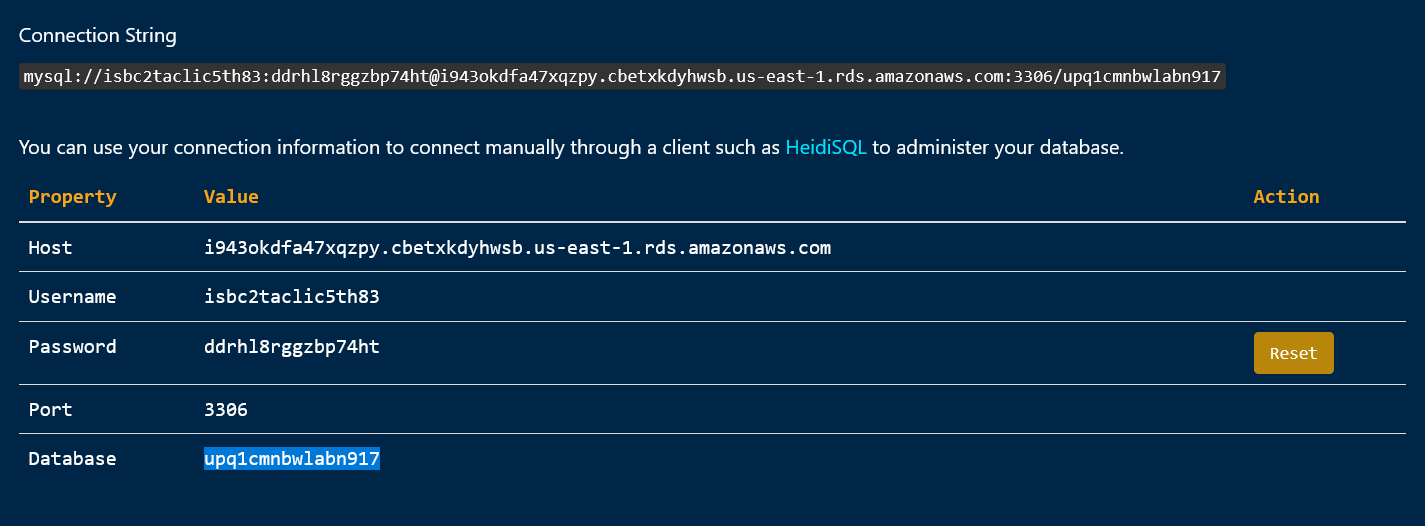 Connection String
mysql://isbc2taclic5th83:ddrhl8rggzbp74ht@i943okdfa47xqzpy.cbetxkdyhwsb.us-east-1.rds.amazonaws.com:3306/upq1cmnbwlabn917
You can use your connection information to connect manually through a client such as HeidiSQL to administer your database.
Property Value Action
Host i943okdfa47xqzpy.cbetxkdyhwsb.us-east-1.rds.amazonaws.com
Username isbc2taclic5th83
Password ddrhl8rggzbp74ht Reset
Port 3306
Database upq1cmnbwlabn917